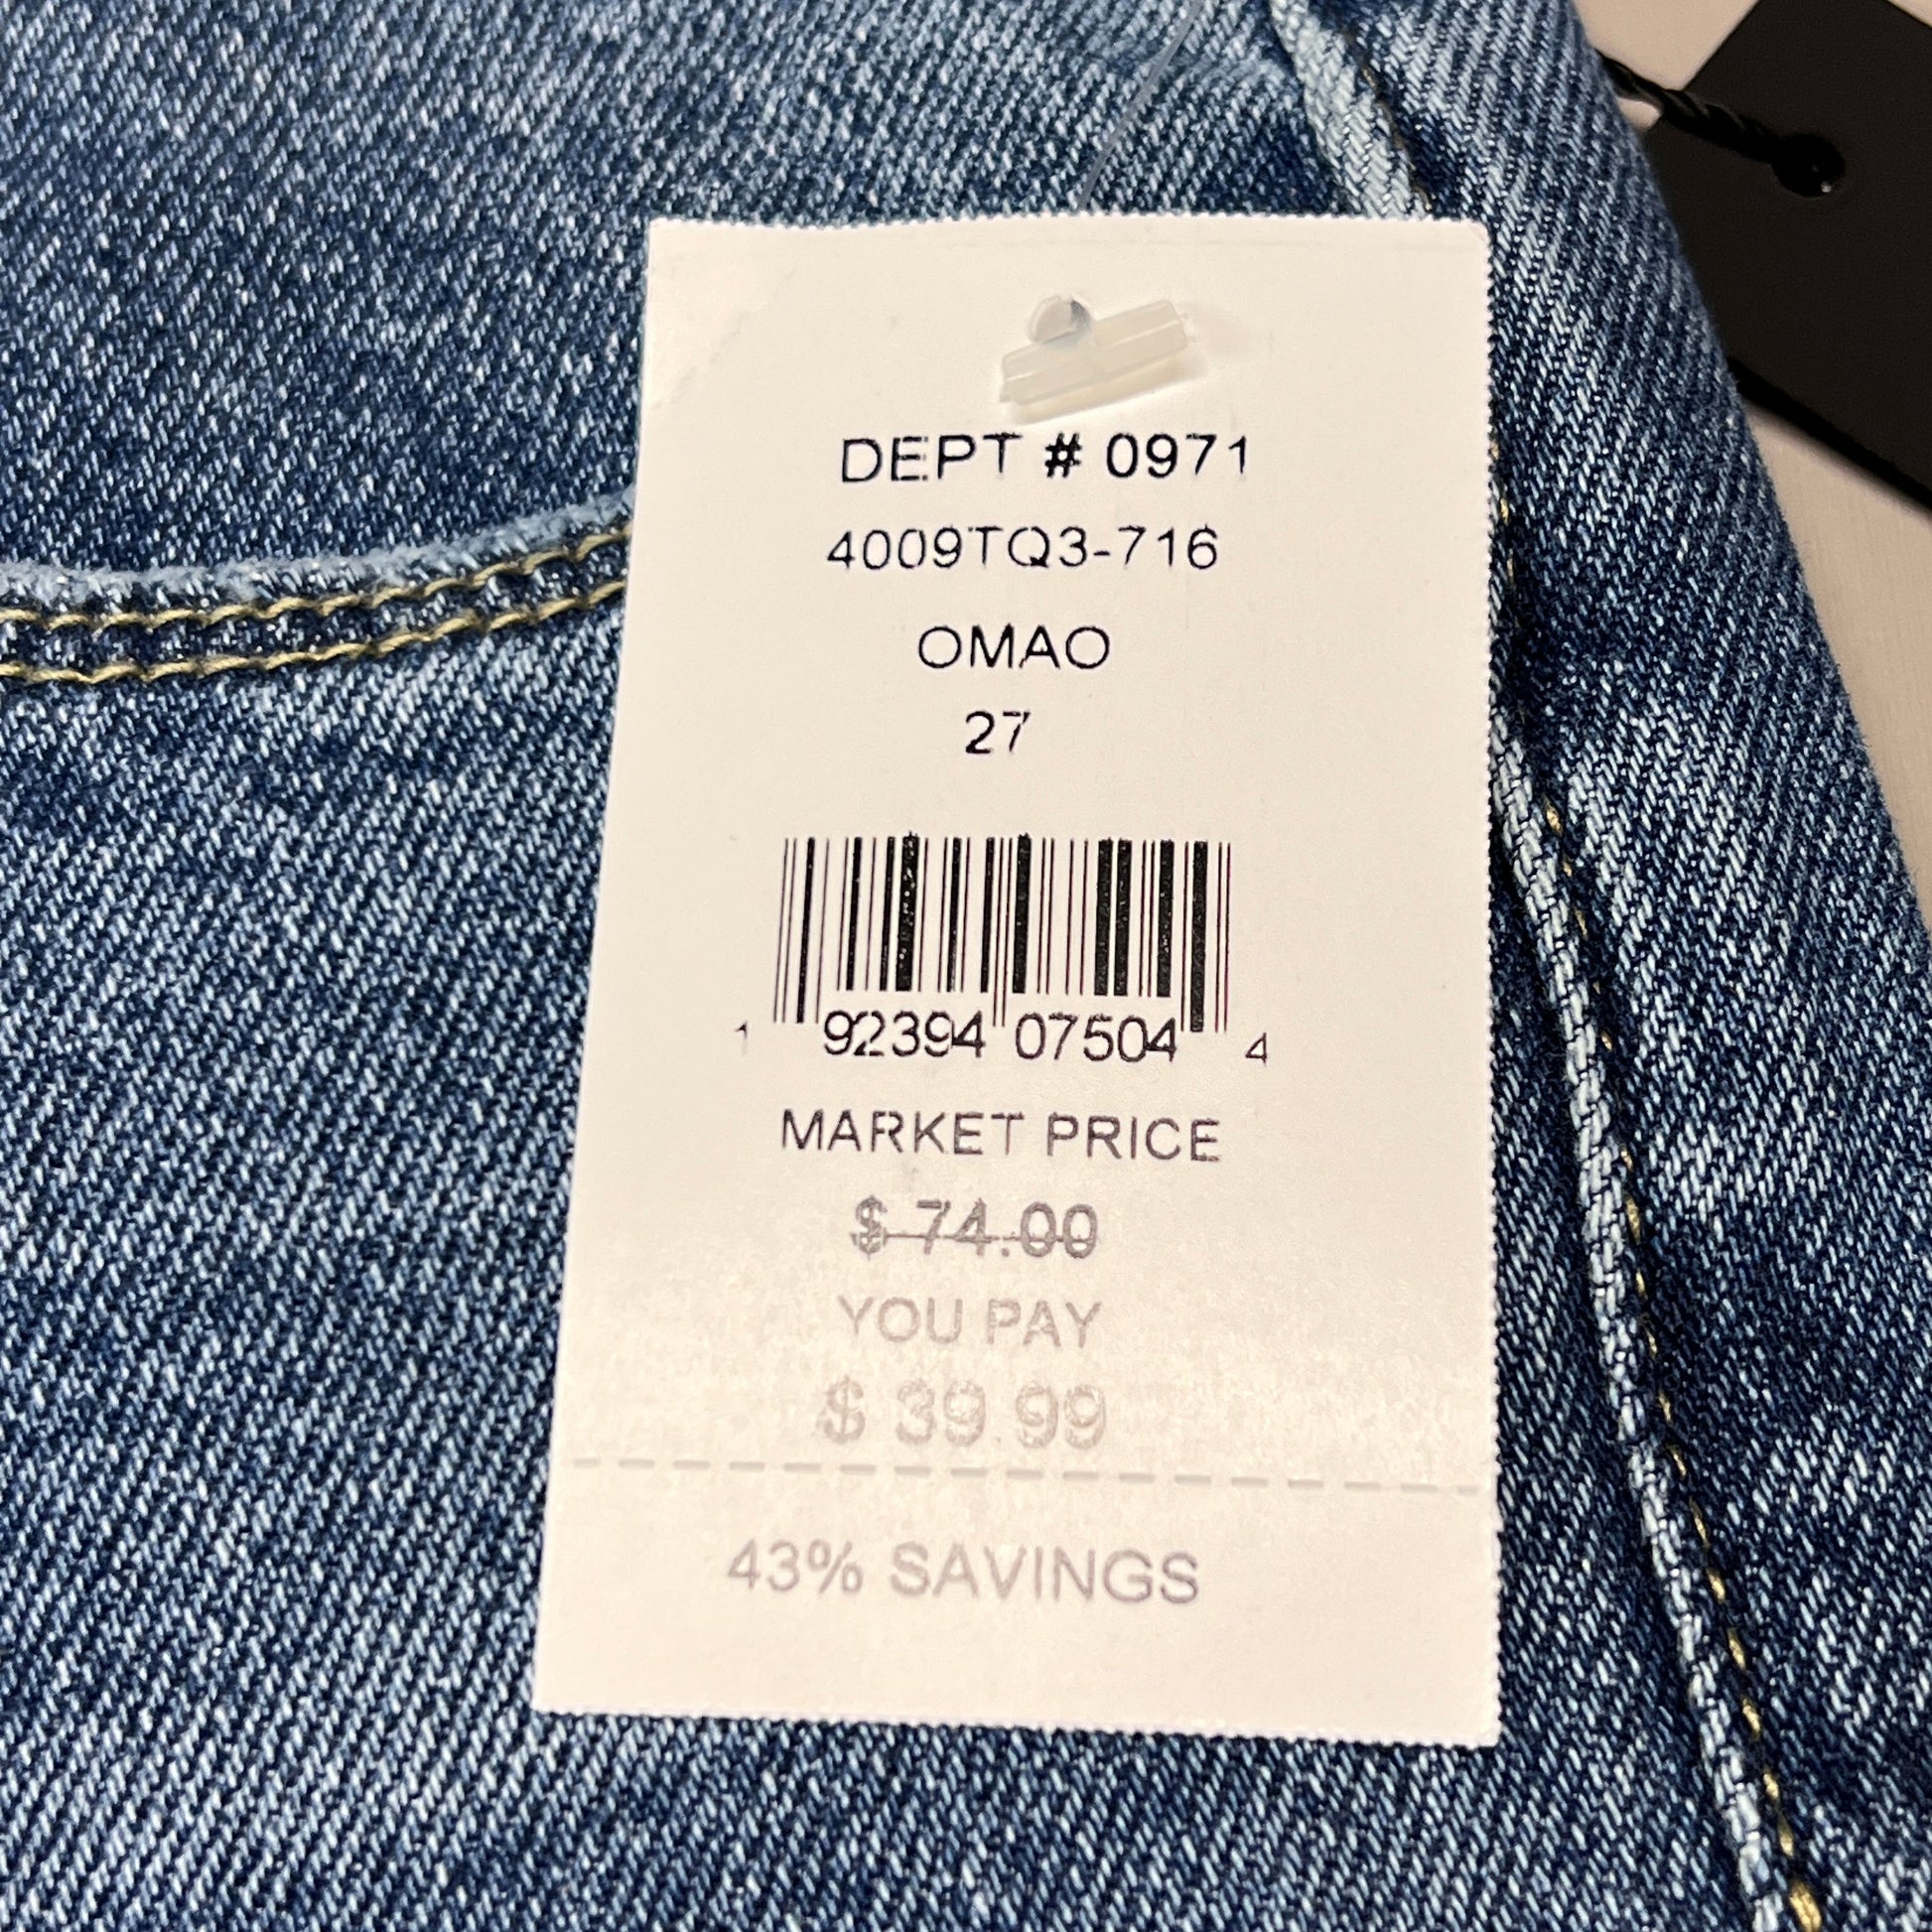 DEPT # 0971
4009TQ3-716
OMAO
27
1 92394 07504 4
MARKET PRICE
$ 74.00
YOU PAY
$ 39.99
43% SAVINGS